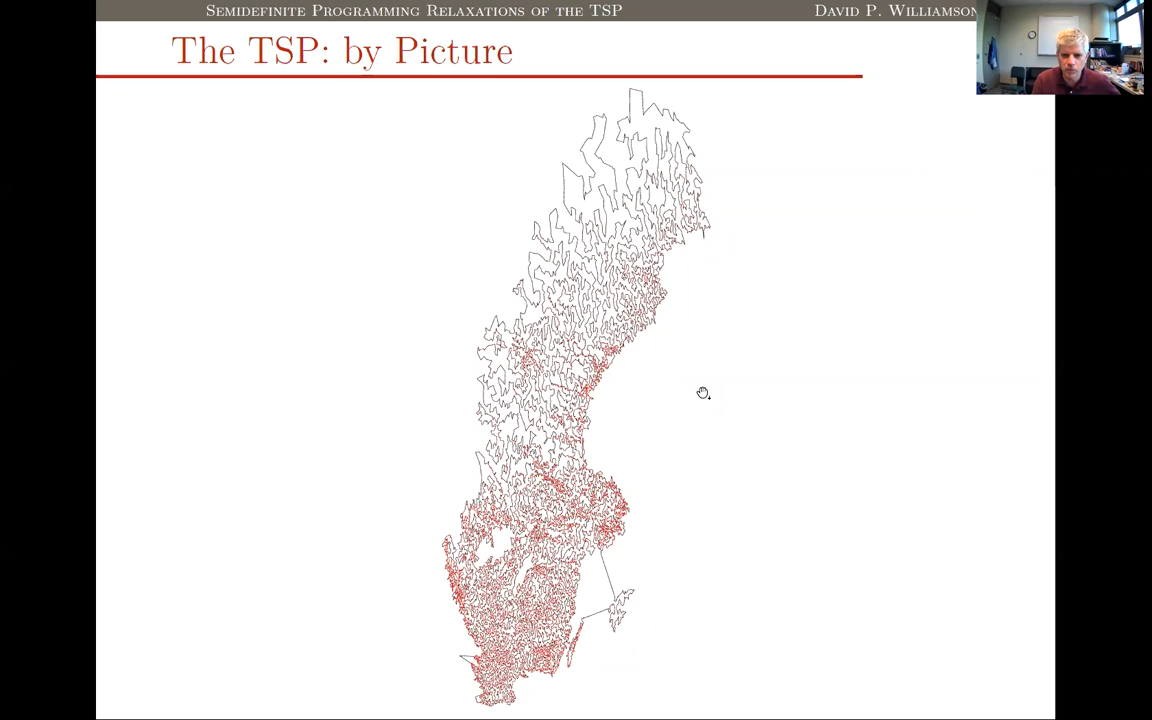 Semidefinite Programming Relaxations of the TSP
David P. Williamson
The TSP: by Picture